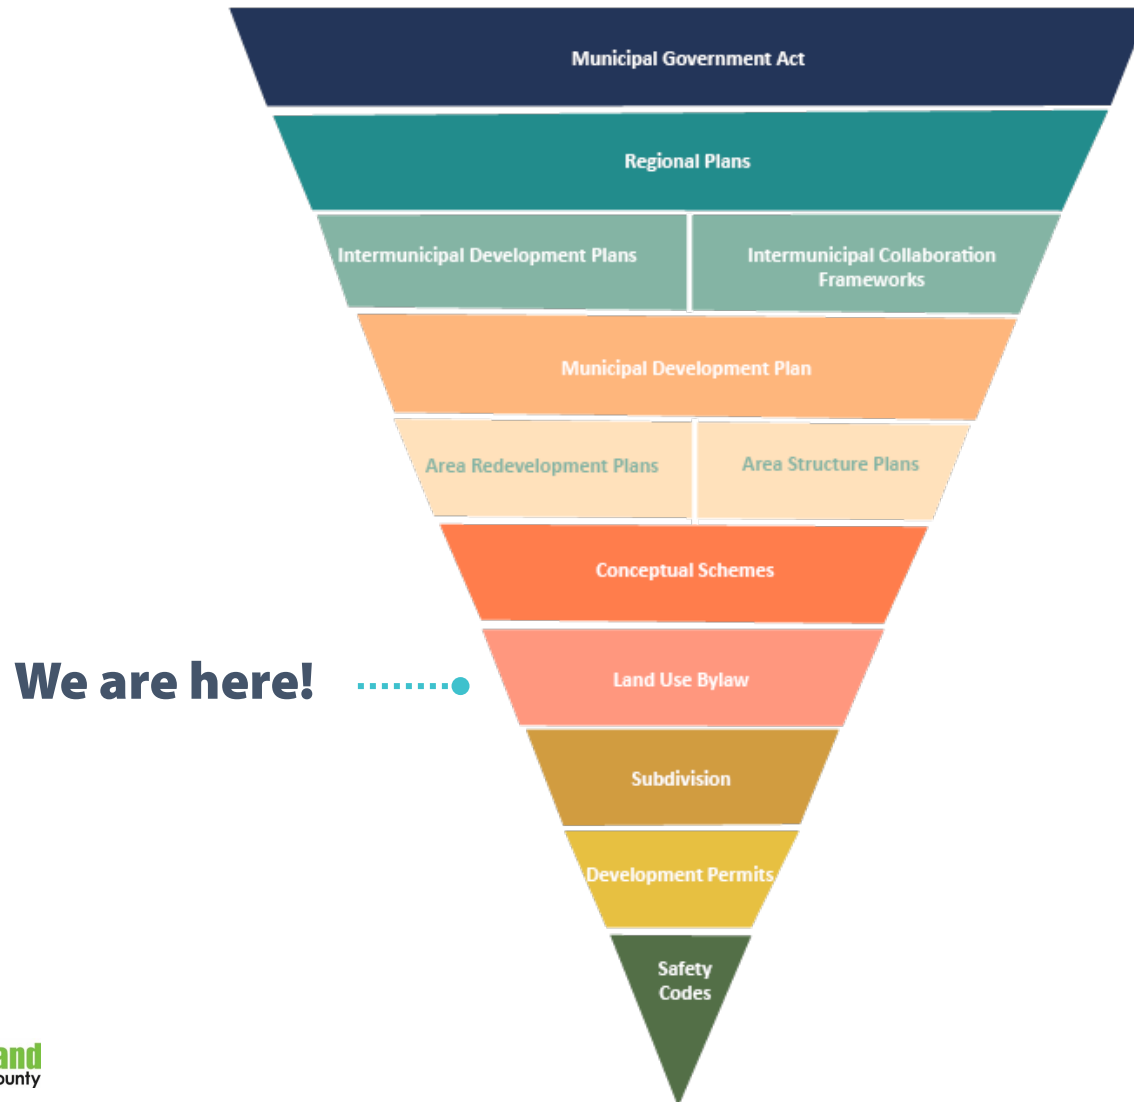 Municipal Government Act
Regional Plans
Intermunicipal Development Plans
Intermunicipal Collaboration
Frameworks
Municipal Development Plan
Area Redevelopment Plans
Area Structure Plans
Conceptual Schemes
We are here!
Land Use Bylaw
Subdivision
Development Permits
Safety
Codes
and
ounty